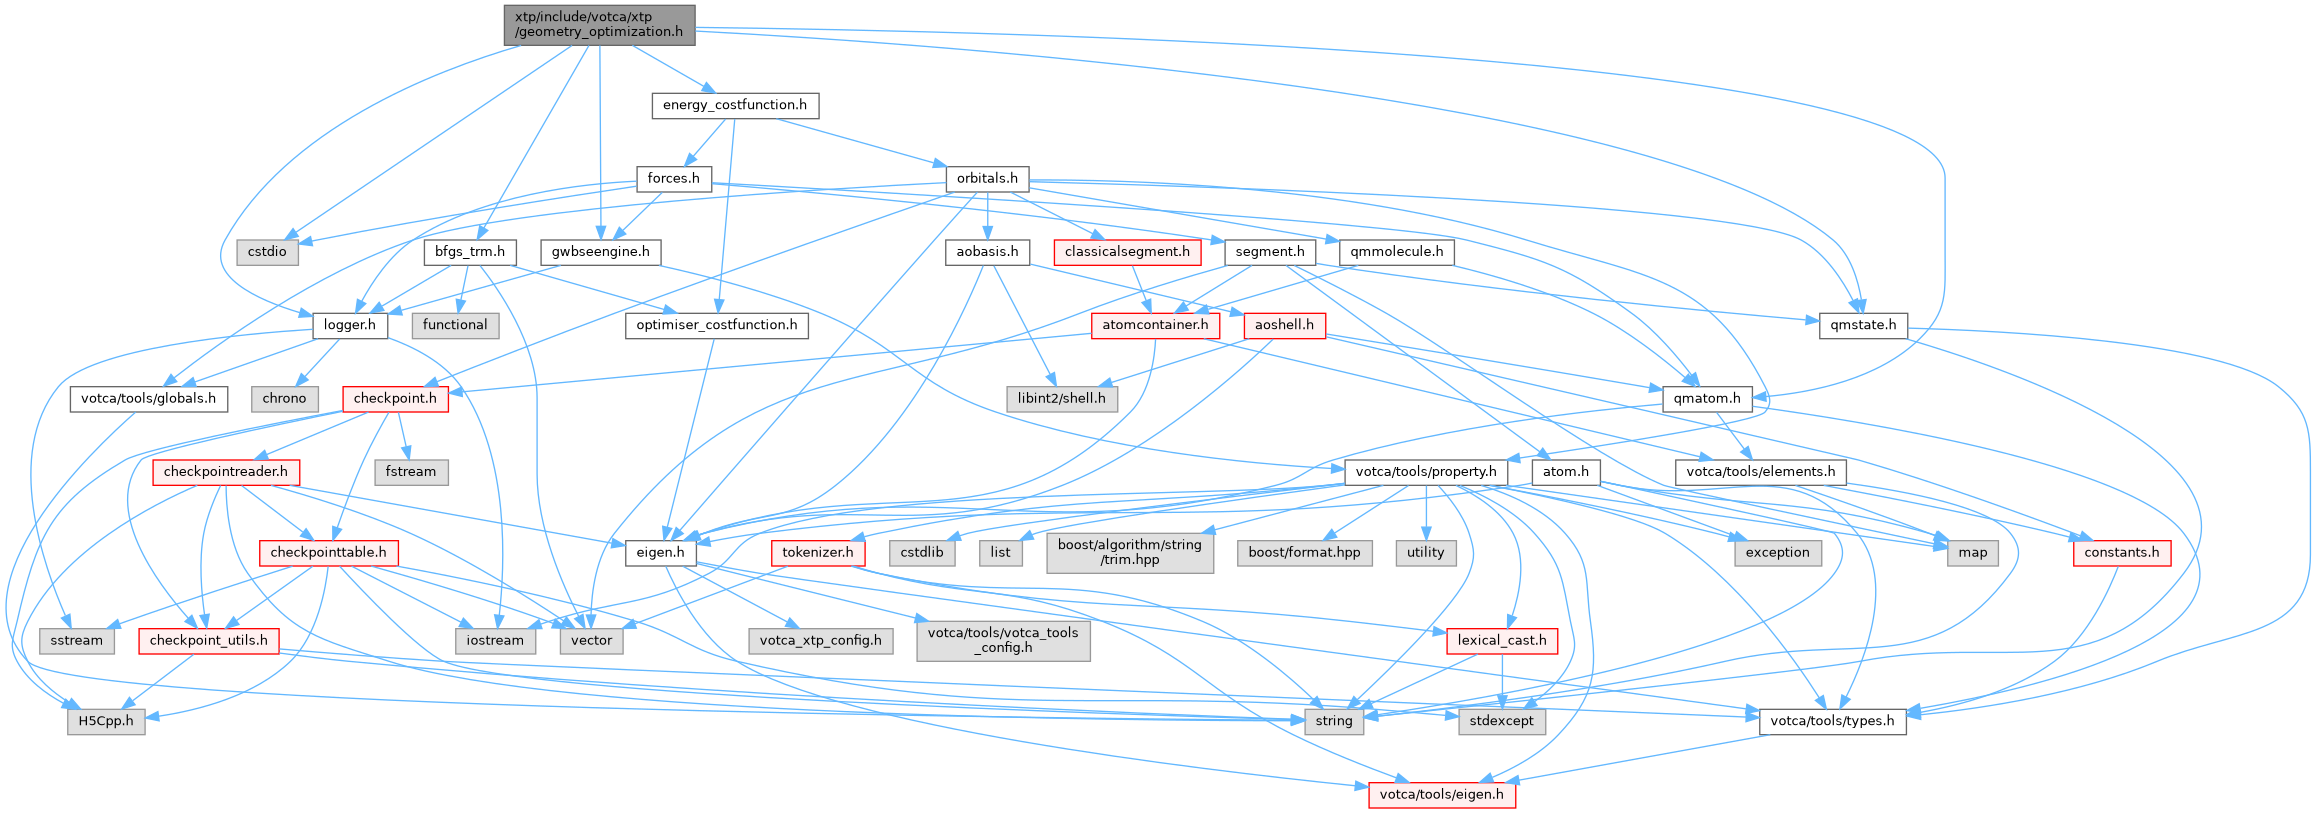 xtp/include/votca/xtp
/geometry_optimization.h
energy_costfunction.h
forces.h
orbitals.h
cstdio
bfgs_trm.h
gwbseengine.h
aobasis.h
classicalsegment.h
segment.h
qmmolecule.h
logger.h
functional
optimiser_costfunction.h
atomcontainer.h
aoshell.h
qmstate.h
votca/tools/globals.h
chrono
checkpoint.h
libint2/shell.h
qmatom.h
checkpointreader.h
fstream
votca/tools/property.h
atom.h
votca/tools/elements.h
checkpointtable.h
eigen.h
tokenizer.h
cstdlib
list
boost/algorithm/string
/trim.hpp
boost/format.hpp
utility
exception
map
constants.h
sstream
checkpoint_utils.h
iostream
vector
votca_xtp_config.h
votca/tools/votca_tools
_config.h
lexical_cast.h
H5Cpp.h
string
stdexcept
votca/tools/types.h
votca/tools/eigen.h